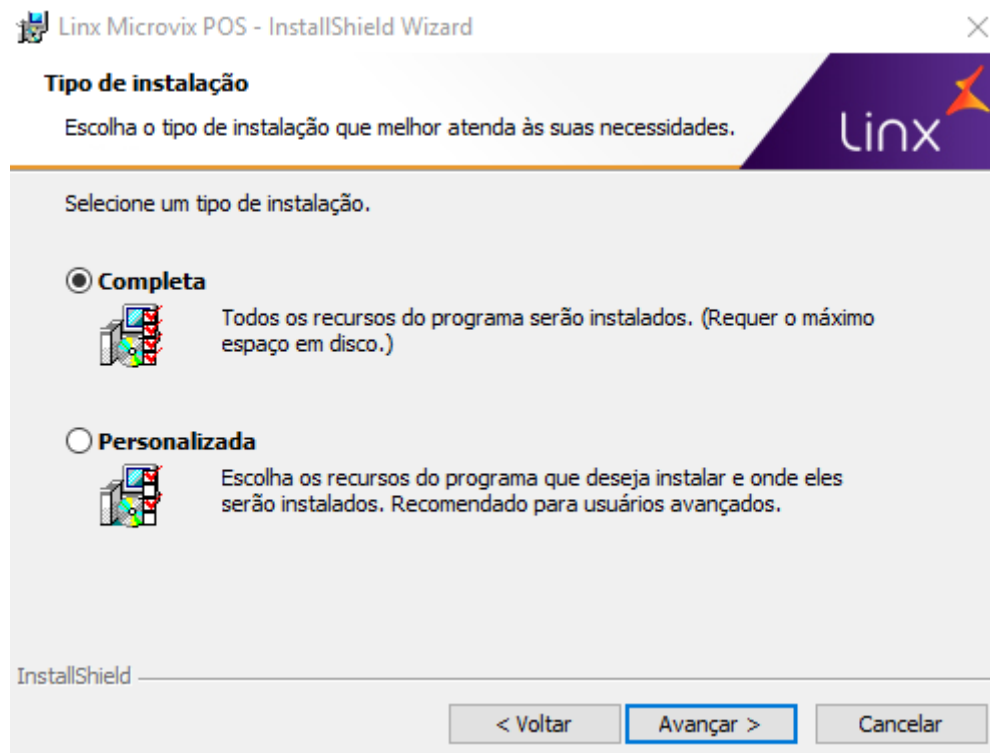 Linx Microvix POS - InstallShield Wizard
Tipo de instalação
Escolha o tipo de instalação que melhor atenda às suas necessidades.
Linx
Selecione um tipo de instalação.
Completa
Todos os recursos do programa serão instalados. (Requer o máximo
espaço em disco.)
Personalizada
Escolha os recursos do programa que deseja instalar e onde eles
serão instalados. Recomendado para usuários avançados.
InstallShield
< Voltar
Avançar >
Cancelar